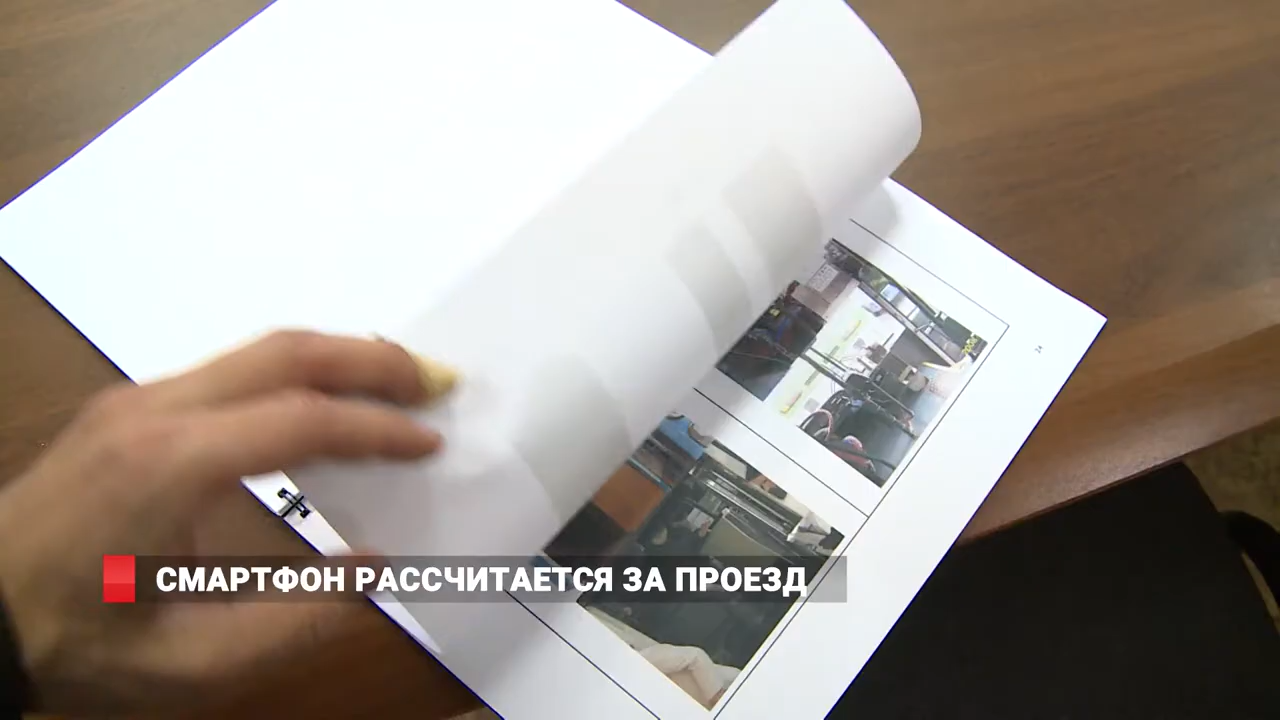 СМАРТФОН РАССЧИТАЕТСЯ ЗА ПРОЕЗД